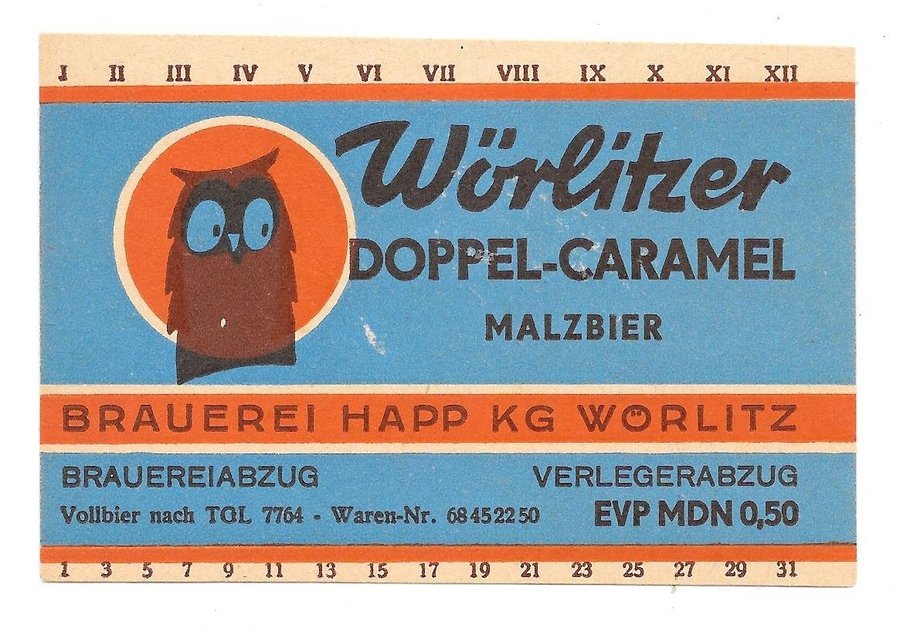 I II III IV V VI VII VIII IX X XI XII
Wörlitzer
DOPPEL-CARAMEL
MALZBIER
BRAUEREI HAPP KG WÖRLITZ
BRAUEREIABZUG VERLEGERABZUG
Vollbier nach TGL 7764 - Waren-Nr. 68452250 EVP MDN 0,50
1 3 5 7 9 11 13 15 17 19 21 23 25 27 29 31